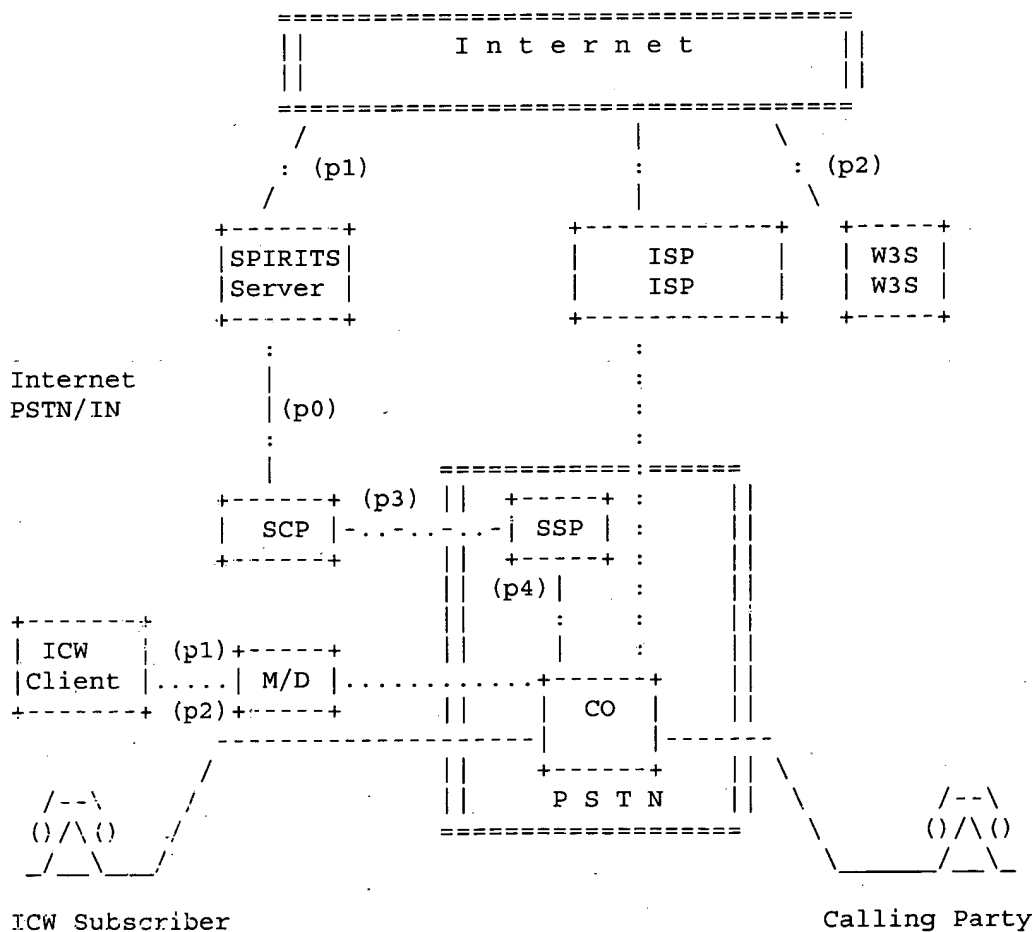 I n t e r n e t
(p1) : : (p2)
SPIRITS ISP W3S
Server ISP W3S
Internet
PSTN/IN (p0)
(p3)
SCP SSP
(p4)
ICW (p1)
Client M/D
(p2) CO
P S T N
ICW Subscriber Calling Party